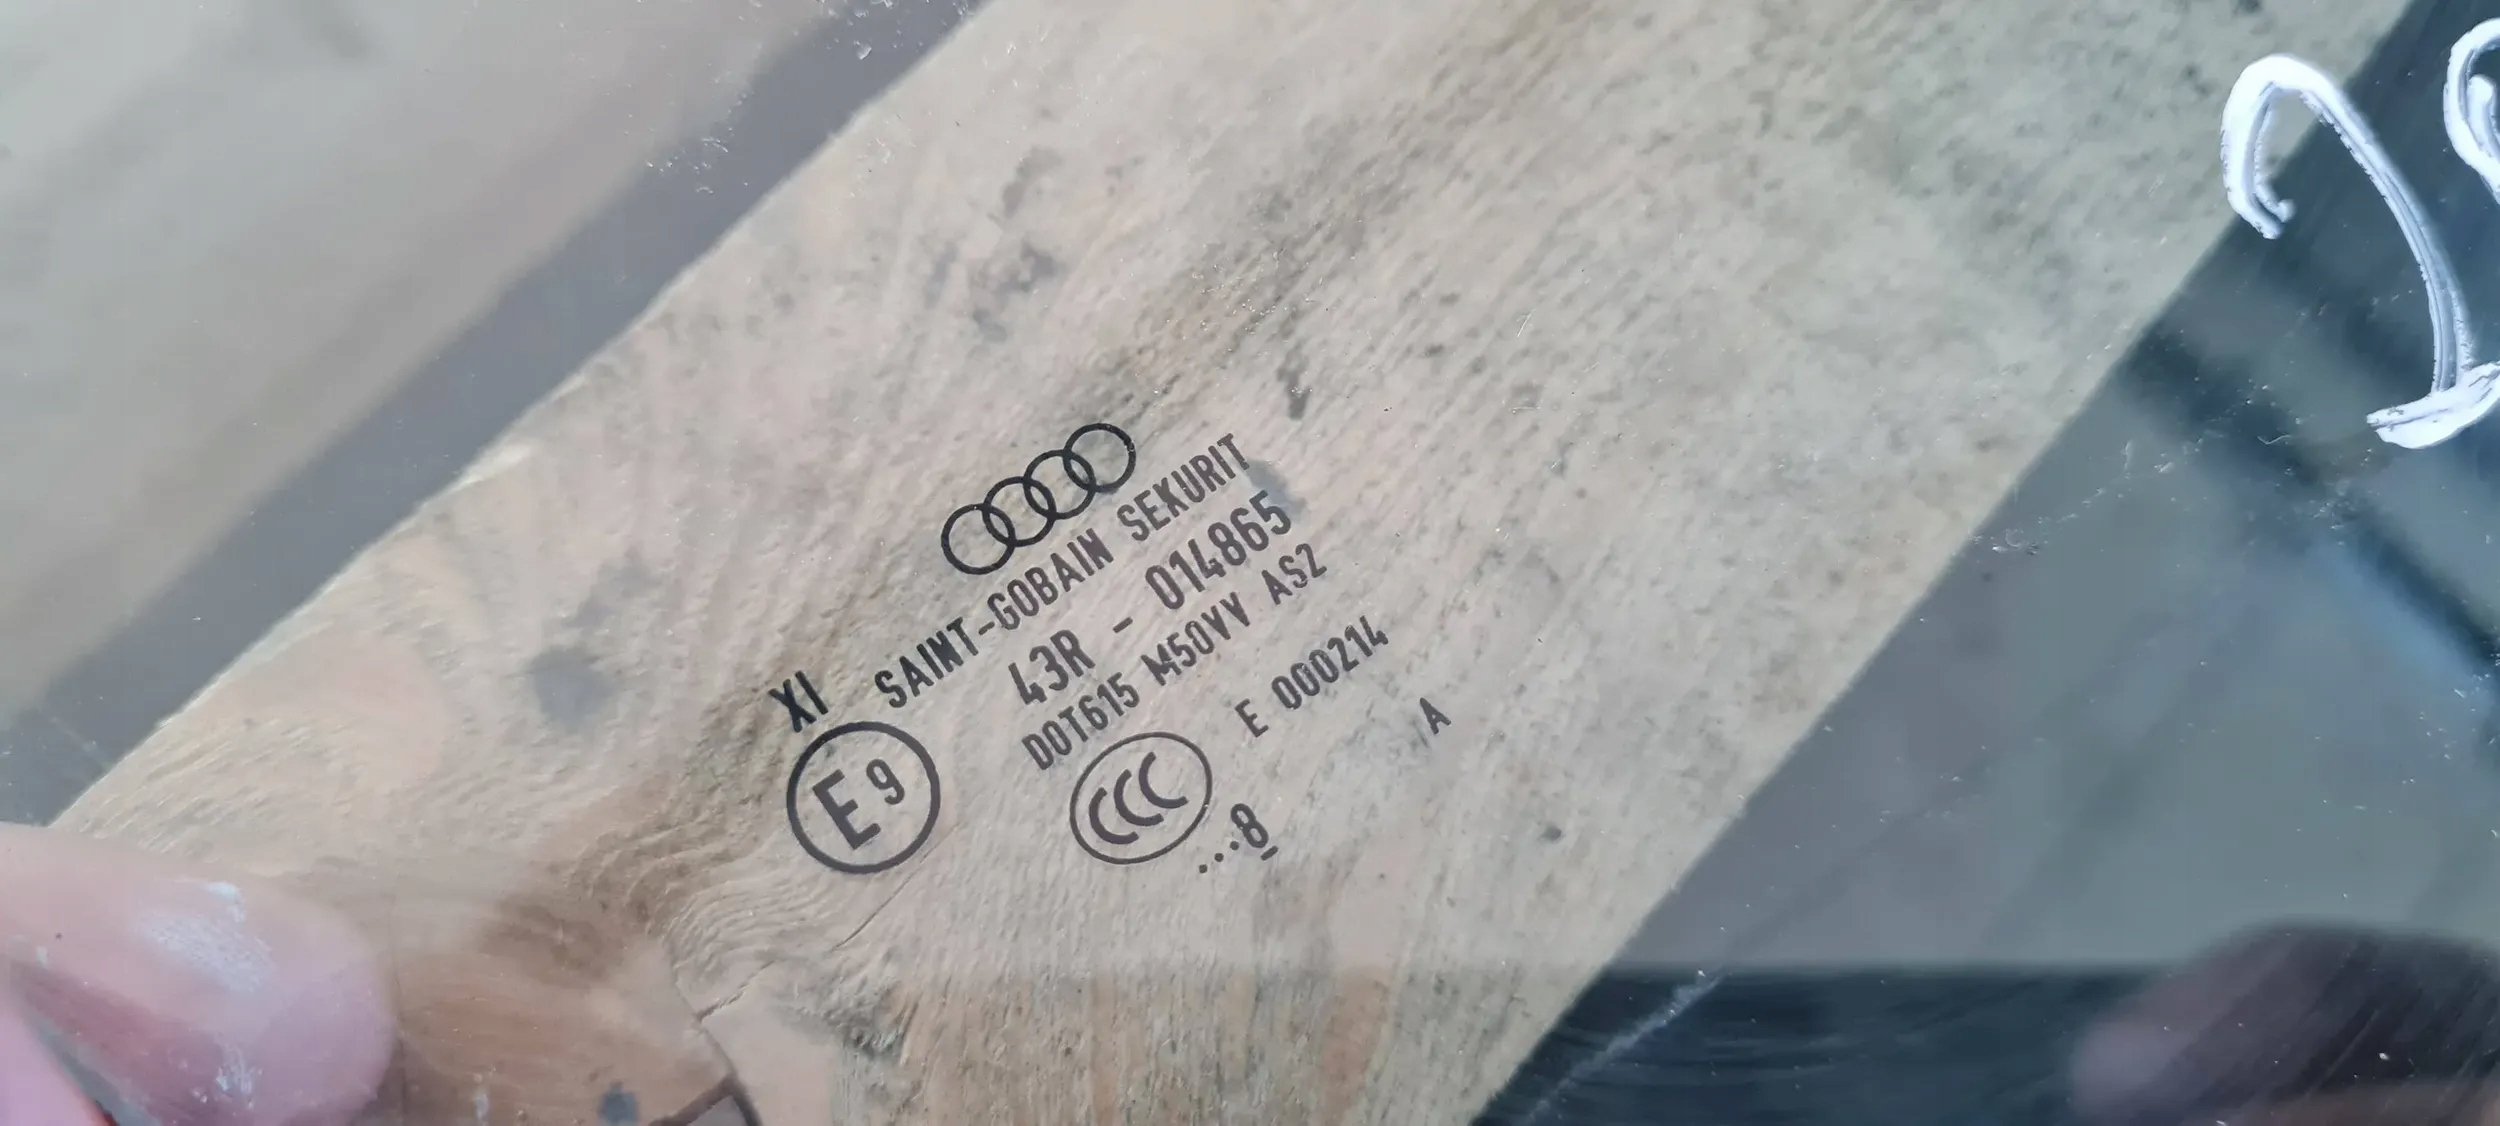 SAINT-GOBAIN SEKURIT
XI
43R - 014865
DOT615 M50VV AS2
E9
CCC
E 000214
A
...8